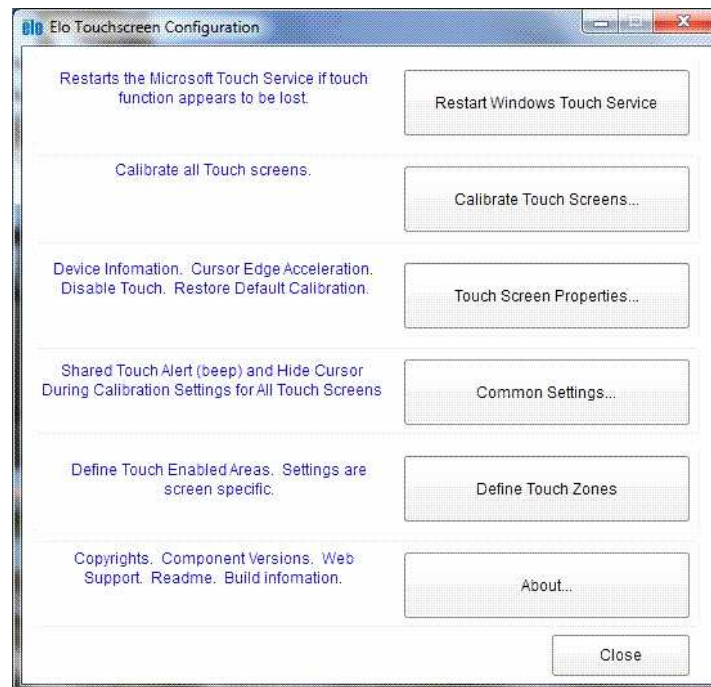 elo Elo Touchscreen Configuration
Restarts the Microsoft Touch Service if touch
function appears to be lost.
Restart Windows Touch Service
Calibrate all Touch screens.
Calibrate Touch Screens...
Device Infomation. Cursor Edge Acceleration.
Disable Touch. Restore Default Calibration.
Touch Screen Properties...
Shared Touch Alert (beep) and Hide Cursor
During Calibration Settings for All Touch Screens
Common Settings...
Define Touch Enabled Areas. Settings are
screen specific.
Define Touch Zones
Copyrights. Component Versions. Web
Support. Readme. Build infomation.
About...
Close